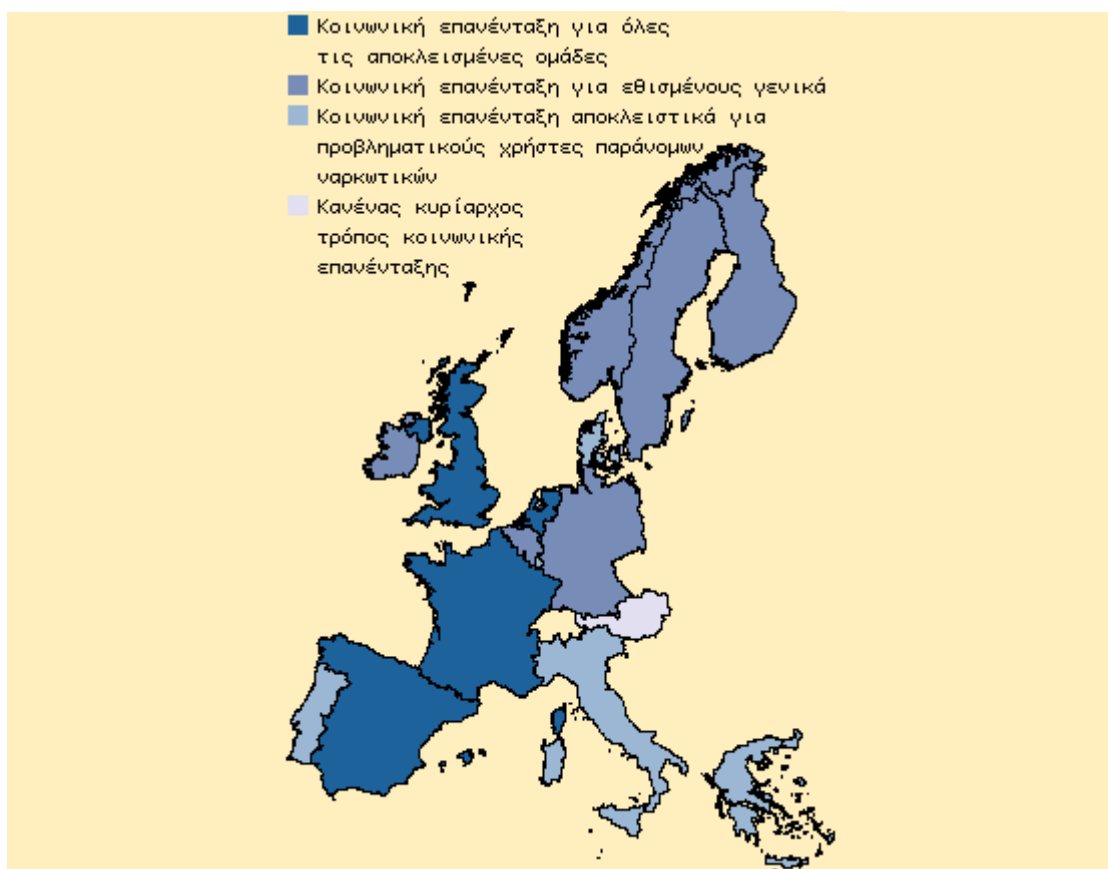 Κοινωνική επανένταξη για όλες
τις αποκλεισμένες ομάδες
Κοινωνική επανένταξη για εθισμένους γενικά
Κοινωνική επανένταξη αποκλειστικά για
προβληματικούς χρήστες παράνομων
ναρκωτικών
Κανένας κυρίαρχος
τρόπος κοινωνικής
επανένταξης